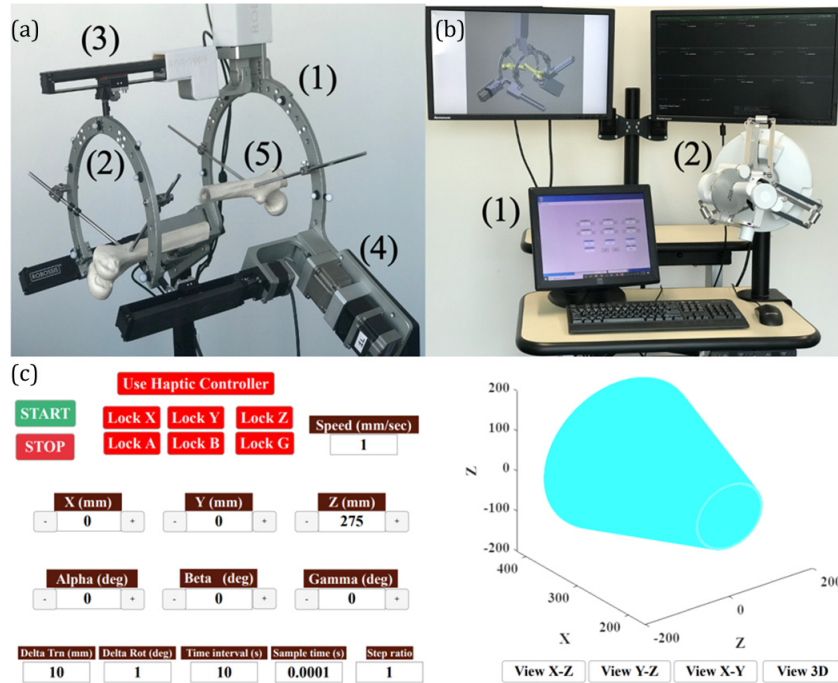 (a)
(3)
(1)
(2)
(5)
(4)
(b)
(1)
(2)
(c)
Use Haptic Controller
START
STOP
Lock X Lock Y Lock Z
Lock A Lock B Lock G
Speed (mm/sec)
1
X (mm) Y (mm) Z (mm)
- 0 + - 0 + - 275 +
Alpha (deg) Beta (deg) Gamma (deg)
- 0 + - 0 + - 0 +
Delta Trn (mm) Delta Rot (deg) Time interval (s) Sample time (s) Step ratio
10 1 10 0.0001 1
200
100
0
-100
-200
Z
400
300
200
X
-200
0
200
Z
View X-Z View Y-Z View X-Y View 3D